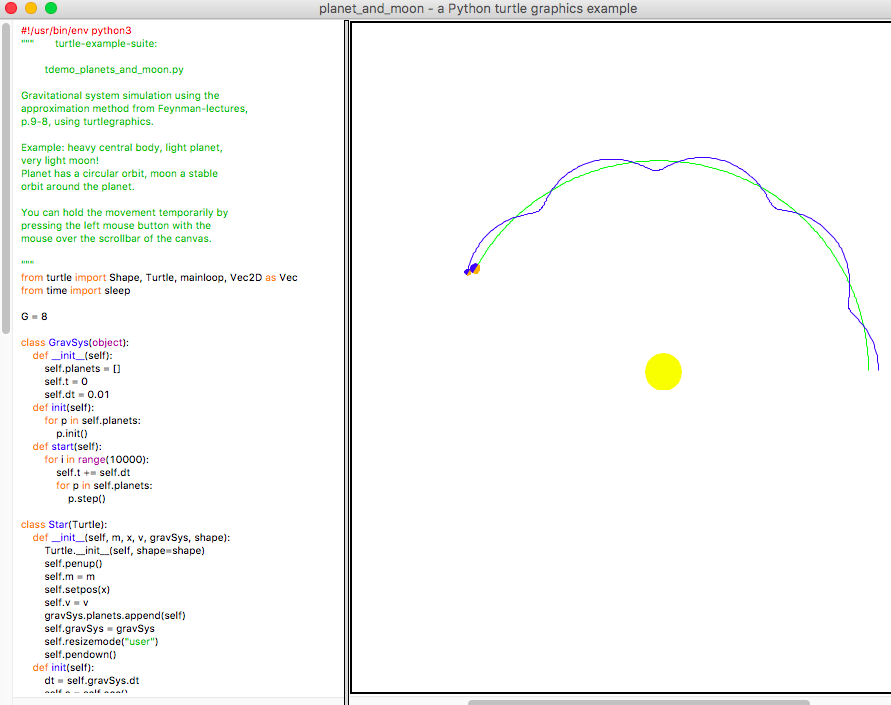 planet_and_moon - a Python turtle graphics example
#!/usr/bin/env python3
""" turtle-example-suite:
tdemo_planets_and_moon.py
Gravitational system simulation using the
approximation method from Feynman-lectures,
p.9-8, using turtlegraphics.
Example: heavy central body, light planet,
very light moon!
Planet has a circular orbit, moon a stable
orbit around the planet.
You can hold the movement temporarily by
pressing the left mouse button with the
mouse over the scrollbar of the canvas.
"""
from turtle import Shape, Turtle, mainloop, Vec2D as Vec
from time import sleep
G = 8
class GravSys(object):
def __init__(self):
self.planets = []
self.t = 0
self.dt = 0.01
def init(self):
for p in self.planets:
p.init()
def start(self):
for i in range(10000):
self.t += self.dt
for p in self.planets:
p.step()
class Star(Turtle):
def __init__(self, m, x, v, gravSys, shape):
Turtle.__init__(self, shape=shape)
self.penup()
self.m = m
self.setpos(x)
self.v = v
gravSys.planets.append(self)
self.gravSys = gravSys
self.resizemode("user")
self.pendown()
def init(self):
dt = self.gravSys.dt